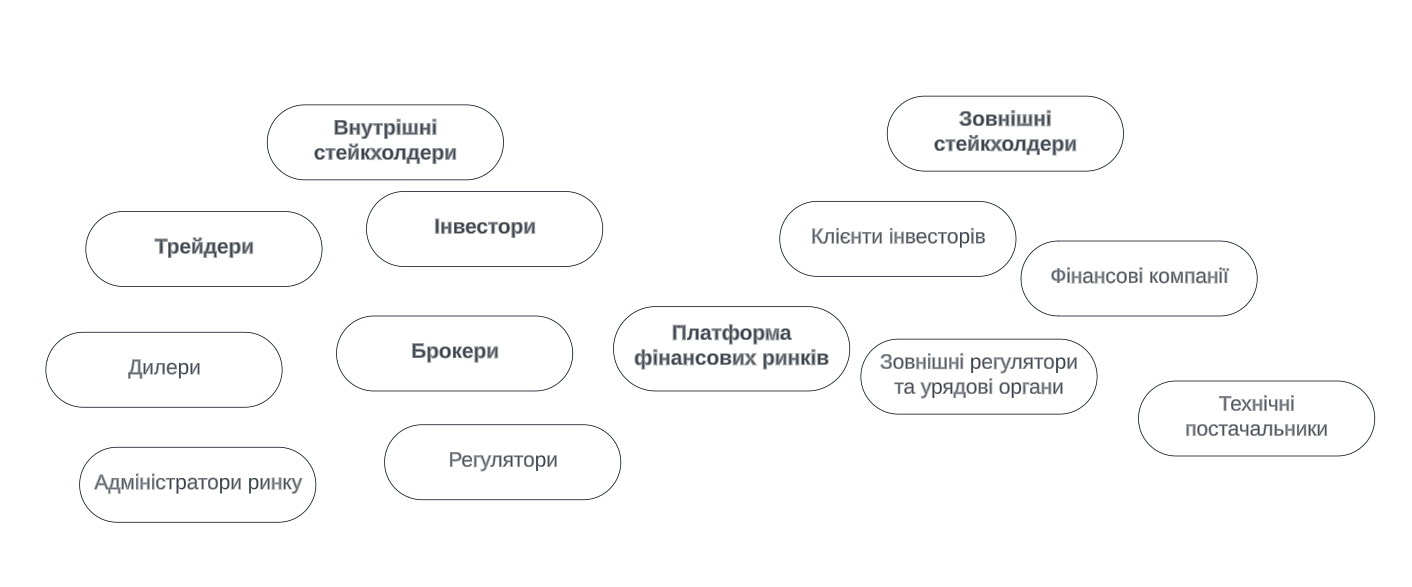 Внутрішні
стейкхолдери
Зовнішні
стейкхолдери
Трейдери
Інвестори
Клієнти інвесторів
Фінансові компанії
Дилери
Брокери
Платформа
фінансових ринків
Зовнішні регулятори
та урядові органи
Технічні
постачальники
Адміністратори ринку
Регулятори